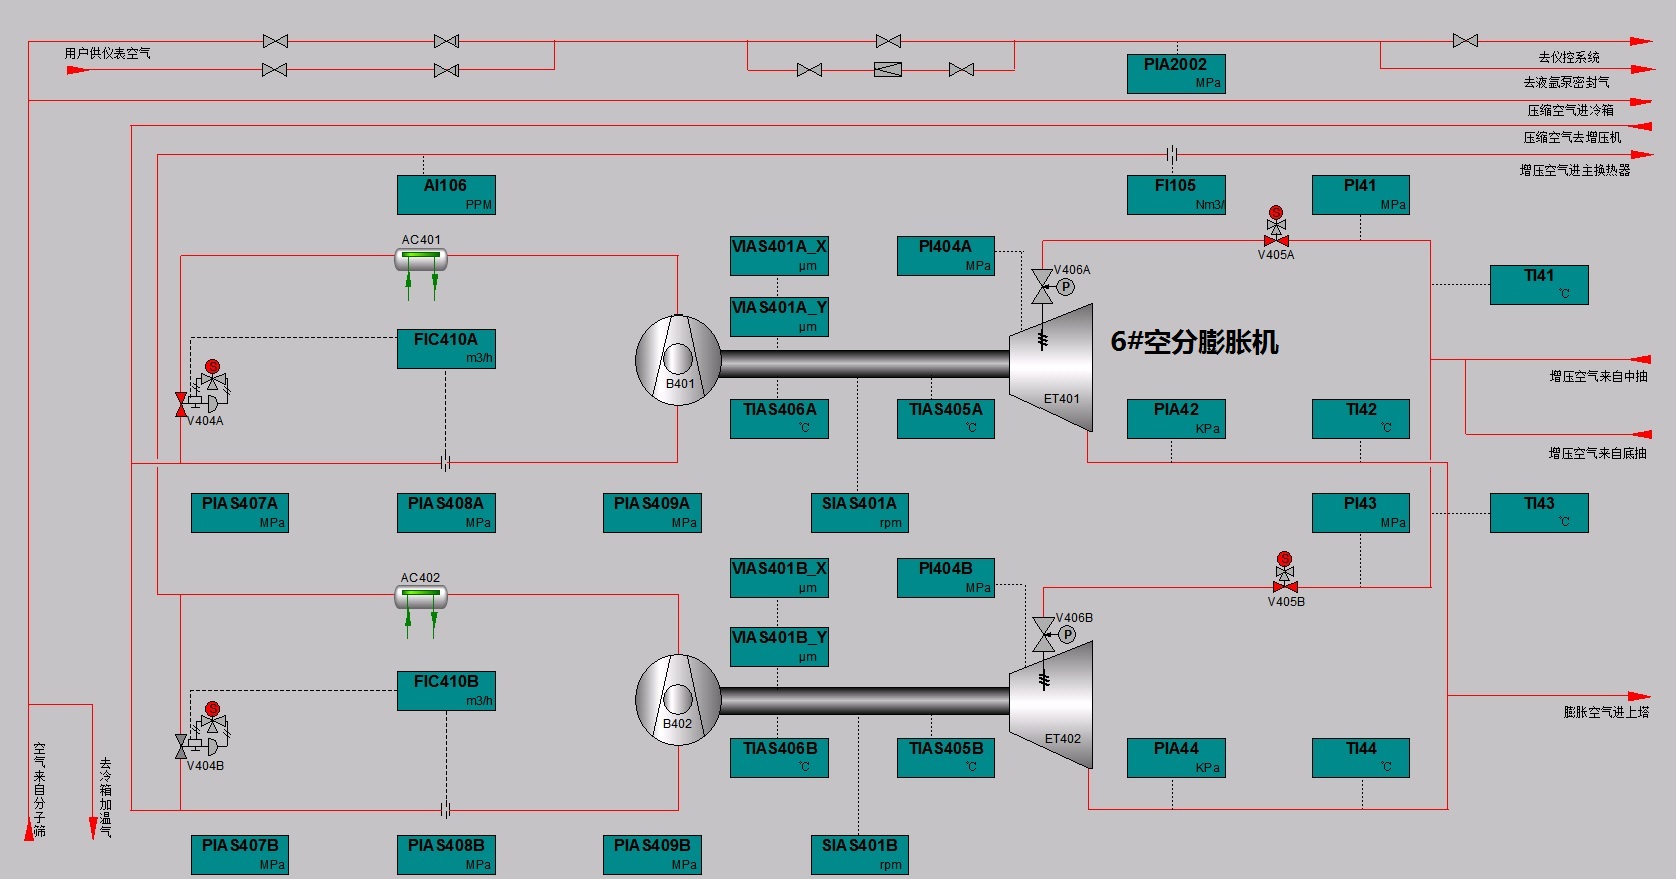 用户供仪表空气
PIA2002
MPa
去仪控系统
去液氩泵密封气
压缩空气进冷箱
压缩空气去增压机
增压空气进主换热器
AI106
PPM
FI105
Nm3/
PI41
MPa
S
V405A
AC401
VIAS401A_X
µm
PI404A
MPa
V406A
P
TI41
℃
VIAS401A_Y
µm
FIC410A
m3/h
6#空分膨胀机
S
V404A
B401
ET401
增压空气来自中抽
TIAS406A
℃
TIAS405A
℃
PIA42
KPa
TI42
℃
增压空气来自底抽
PIAS407A
MPa
PIAS408A
MPa
PIAS409A
MPa
SIAS401A
rpm
PI43
MPa
TI43
℃
AC402
VIAS401B_X
µm
PI404B
MPa
S
V405B
V406B
P
VIAS401B_Y
µm
FIC410B
m3/h
S
V404B
B402
ET402
膨胀空气进上塔
TIAS406B
℃
TIAS405B
℃
PIA44
KPa
TI44
℃
空气来自分子筛
去冷箱加温气
PIAS407B
MPa
PIAS408B
MPa
PIAS409B
MPa
SIAS401B
rpm